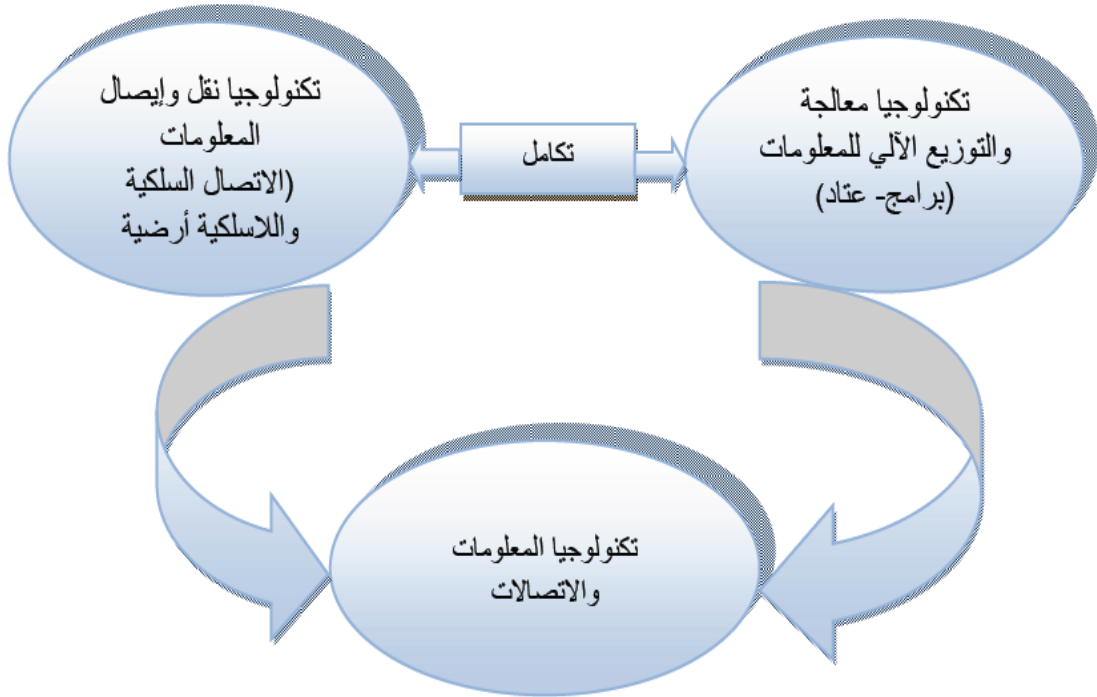 تكنولوجيا معالجة
والتوزيع الآلي للمعلومات
(برامج- عتاد)
تكامل
تكنولوجيا نقل وإيصال
المعلومات
(الاتصال السلكية
واللاسلكية أرضية
تكنولوجيا المعلومات
والاتصالات